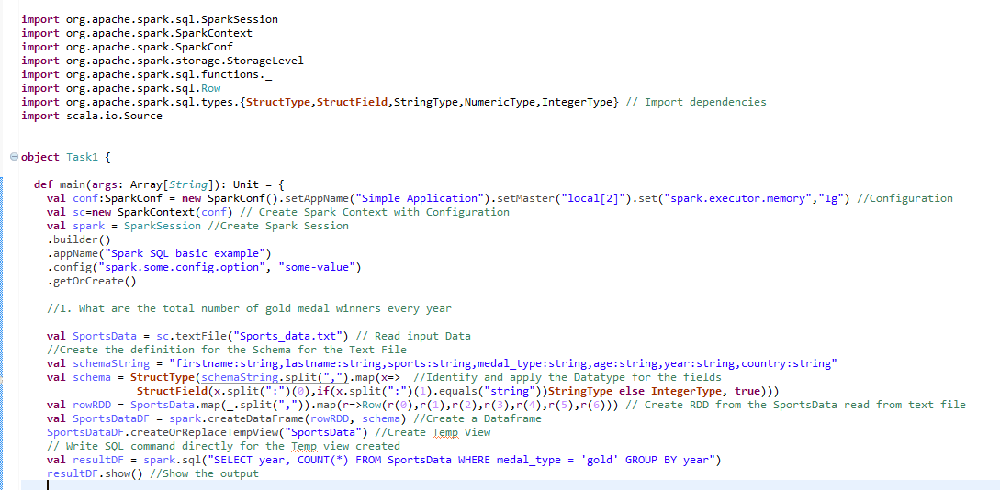 import org.apache.spark.sql.SparkSession
import org.apache.spark.SparkContext
import org.apache.spark.SparkConf
import org.apache.spark.storage.StorageLevel
import org.apache.spark.sql.functions._
import org.apache.spark.sql.Row
import org.apache.spark.sql.types.{StructType,StructField,StringType,NumericType,IntegerType} // Import dependencies
import scala.io.Source
object Task1 {
def main(args: Array[String]): Unit = {
val conf:SparkConf = new SparkConf().setAppName("Simple Application").setMaster("local[2]").set("spark.executor.memory","1g") //Configuration
val sc=new SparkContext(conf) // Create Spark Context with Configuration
val spark = SparkSession //Create Spark Session
.builder()
.appName("Spark SQL basic example")
.config("spark.some.config.option", "some-value")
.getOrCreate()
//1. What are the total number of gold medal winners every year
val SportsData = sc.textFile("Sports_data.txt") // Read input Data
//Create the definition for the Schema for the Text File
val schemaString = "firstname:string,lastname:string,sports:string,medal_type:string,age:string,year:string,country:string"
val schema = StructType(schemaString.split(",").map(x=> //Identify and apply the Datatype for the fields
StructField(x.split(":")(0),if(x.split(":")(1).equals("string"))StringType else IntegerType, true)))
val rowRDD = SportsData.map(_.split(",")).map(r=>Row(r(0),r(1),r(2),r(3),r(4),r(5),r(6))) // Create RDD from the SportsData read from text file
val SportsDataDF = spark.createDataFrame(rowRDD, schema) //Create a Dataframe
SportsDataDF.createOrReplaceTempView("SportsData") //Create Temp View
// Write SQL command directly for the Temp view created
val resultDF = spark.sql("SELECT year, COUNT(*) FROM SportsData WHERE medal_type = 'gold' GROUP BY year")
resultDF.show() //Show the output